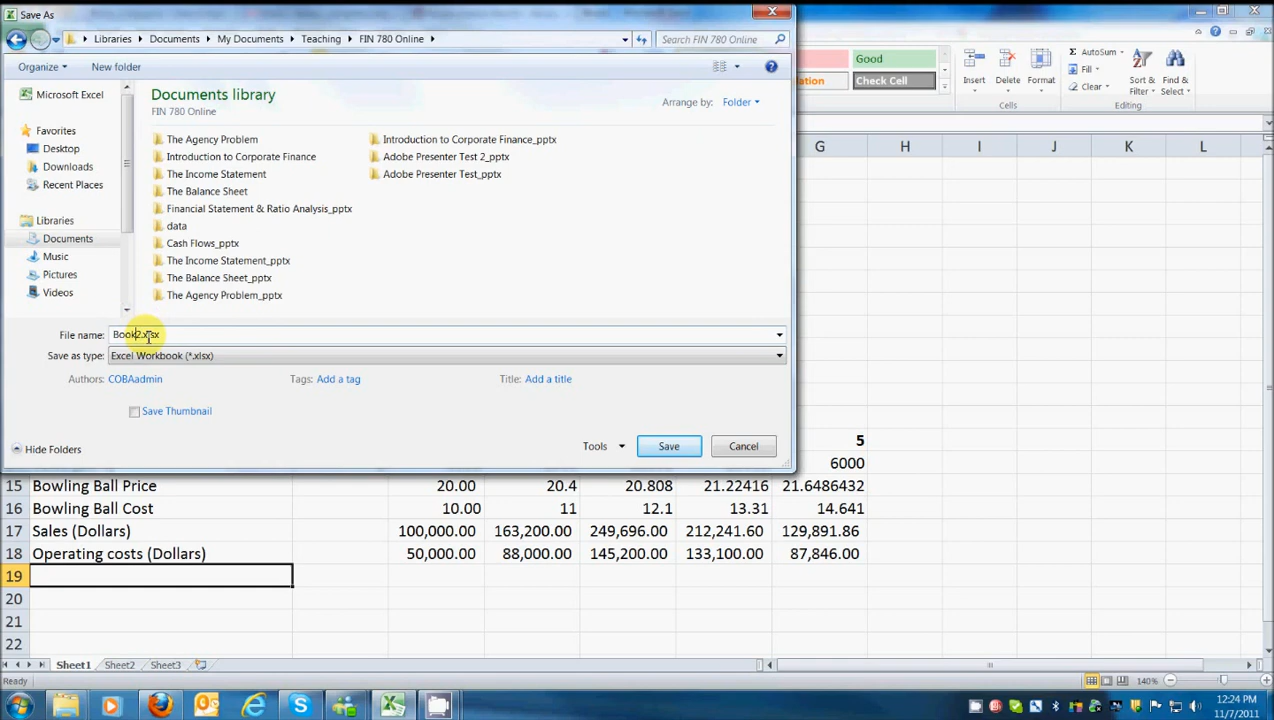 Save As
Libraries Documents My Documents Teaching FIN 780 Online Search FIN 780 Online
Organize New folder
Microsoft Excel
Favorites
Desktop
Downloads
Recent Places
Libraries
Documents
Music
Pictures
Videos
Documents library
FIN 780 Online
Arrange by: Folder
The Agency Problem
Introduction to Corporate Finance
The Income Statement
The Balance Sheet
Financial Statement & Ratio Analysis_pptx
data
Cash Flows_pptx
The Income Statement_pptx
The Balance Sheet_pptx
The Agency Problem_pptx
Introduction to Corporate Finance_pptx
Adobe Presenter Test 2_pptx
Adobe Presenter Test_pptx
File name: Book2.xlsx
Save as type: Excel Workbook (*.xlsx)
Authors: COBAadmin Tags: Add a tag Title: Add a title
Save Thumbnail
Hide Folders Tools Save Cancel
Good
Check Cell
Insert Delete Format
Cells
AutoSum
Fill
Clear
Sort & Filter
Find & Select
Editing
G H I J K L
5
6000
15 Bowling Ball Price 20.00 20.4 20.808 21.22416 21.6486432
16 Bowling Ball Cost 10.00 11 12.1 13.31 14.641
17 Sales (Dollars) 100,000.00 163,200.00 249,696.00 212,241.60 129,891.86
18 Operating costs (Dollars) 50,000.00 88,000.00 145,200.00 133,100.00 87,846.00
19
20
21
22
Sheet1 Sheet2 Sheet3
Ready 140%
12:24 PM
11/7/2011